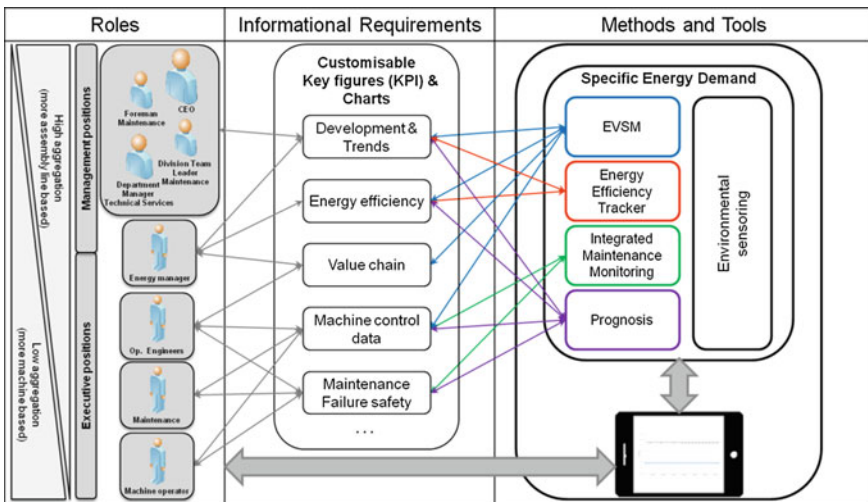 Roles
Informational Requirements
Methods and Tools
High aggregation
(more assembly line based)
Low aggregation
(more machine based)
Management positions
Executive positions
Foreman
Maintenance
CEO
Department
Manager
Technical Services
Division Team
Leader
Maintenance
Energy manager
Op. Engineers
Maintenance
Machine operator
Customisable
Key figures (KPI) &
Charts
Development &
Trends
Energy efficiency
Value chain
Machine control
data
Maintenance
Failure safety
...
Specific Energy Demand
EVSM
Energy
Efficiency
Tracker
Integrated
Maintenance
Monitoring
Prognosis
Environmental
sensoring